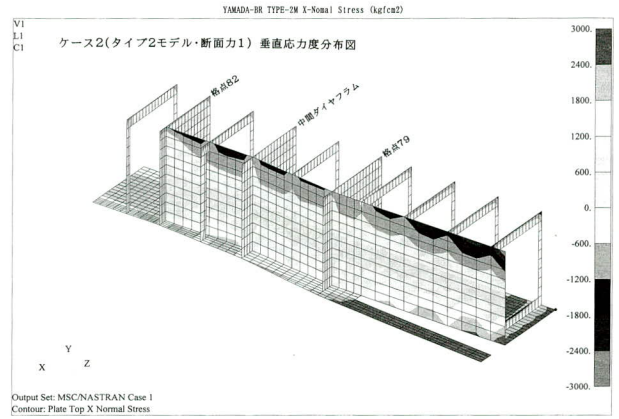 YAMADA-BR TYPE-2M X-Nomal Stress (kgfcm2)
V1
L1
C1
ケース2(タイプ2モデル・断面力1) 垂直応力度分布図
格点82
中間ダイヤフラム
格点79
3000.
2400.
1800.
1200.
600.
0.
-600.
-1200.
-1800.
-2400.
-3000.
Y
X
Z
Output Set: MSC/NASTRAN Case 1
Contour: Plate Top X Normal Stress